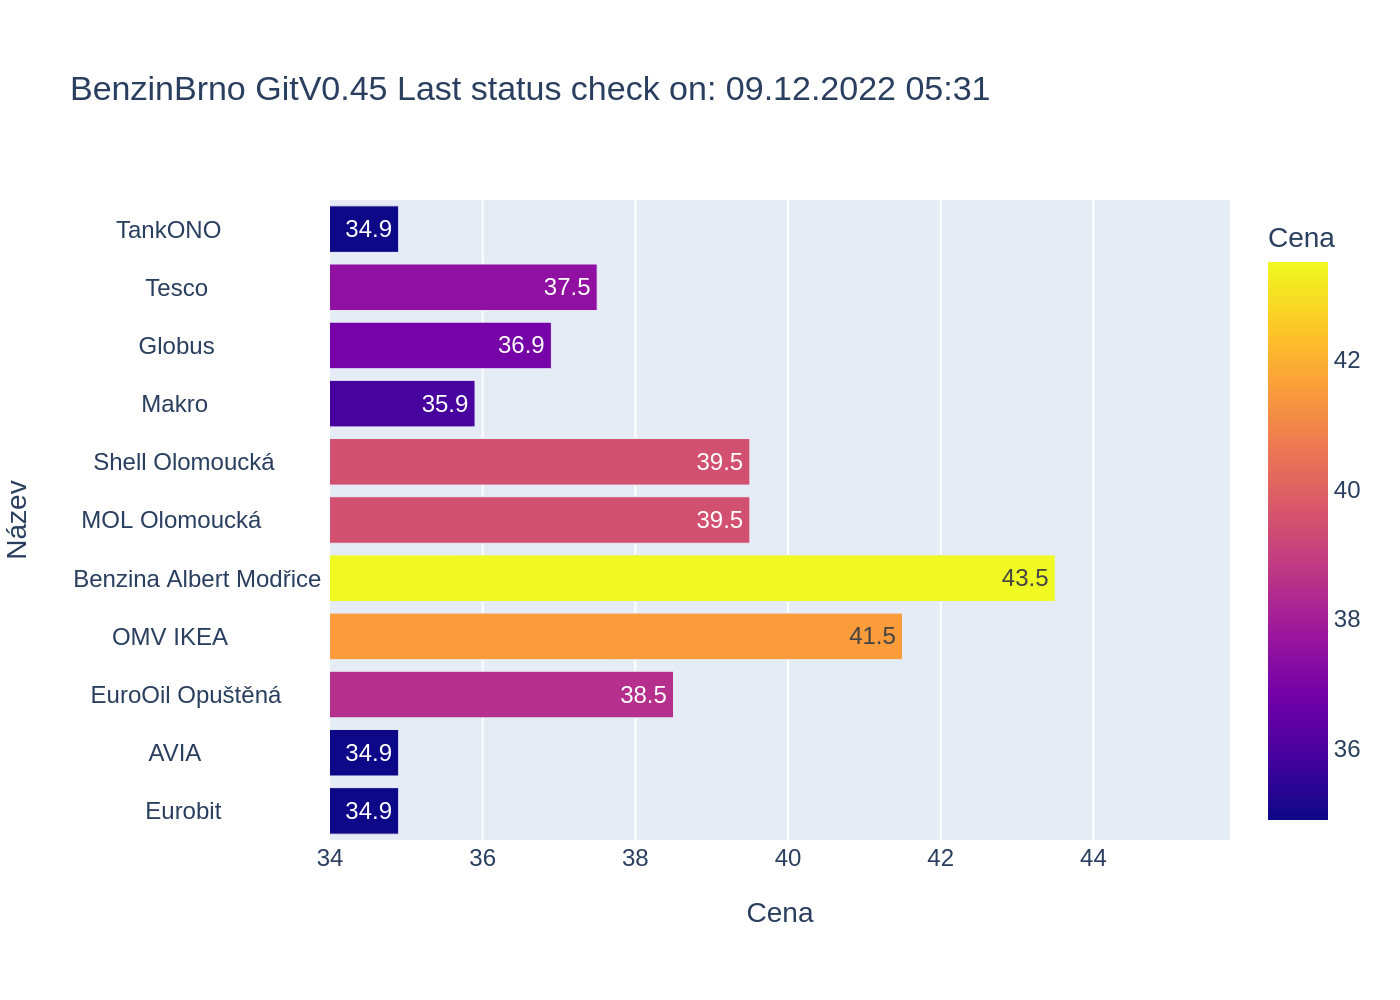 BenzinBrno GitV0.45 Last status check on: 09.12.2022 05:31
Název
TankONO 34.9
Tesco 37.5
Globus 36.9
Makro 35.9
Shell Olomoucká 39.5
MOL Olomoucká 39.5
Benzina Albert Modřice 43.5
OMV IKEA 41.5
EuroOil Opuštěná 38.5
AVIA 34.9
Eurobit 34.9
34 36 38 40 42 44
Cena
Cena
42
40
38
36